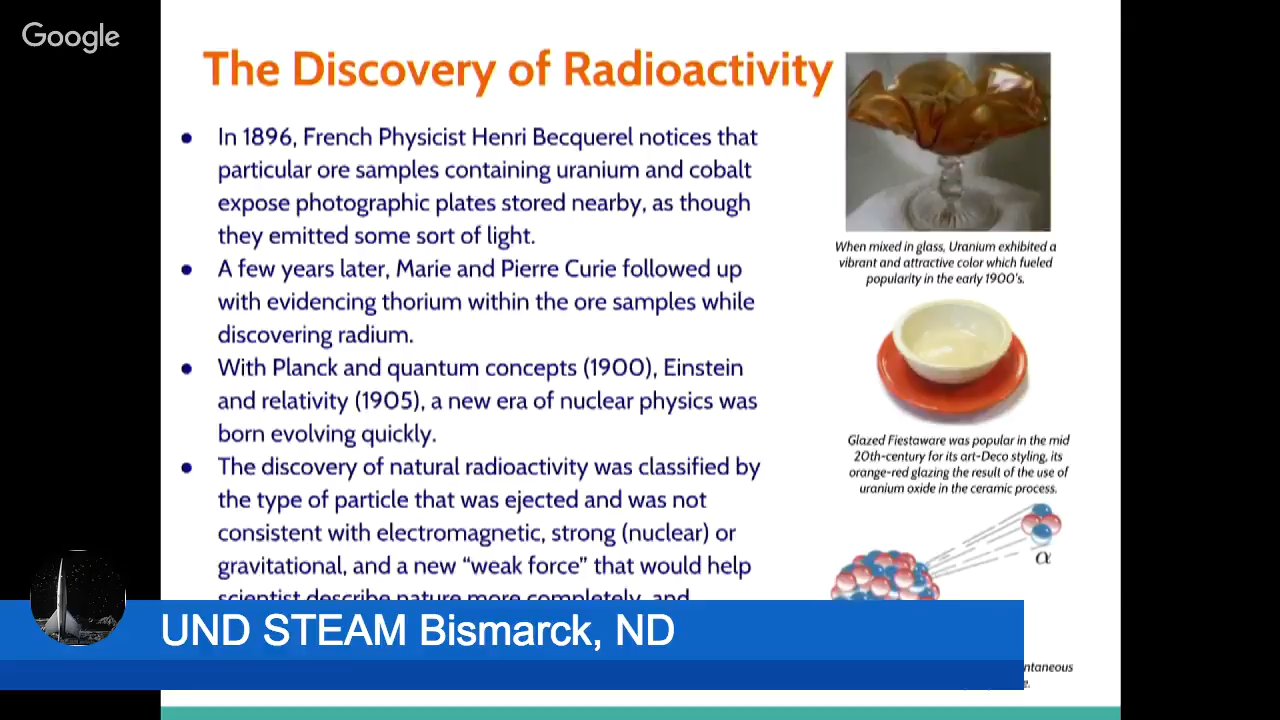 Google
The Discovery of Radioactivity
● In 1896, French Physicist Henri Becquerel notices that
particular ore samples containing uranium and cobalt
expose photographic plates stored nearby, as though
they emitted some sort of light.
● A few years later, Marie and Pierre Curie followed up
with evidencing thorium within the ore samples while
discovering radium.
● With Planck and quantum concepts (1900), Einstein
and relativity (1905), a new era of nuclear physics was
born evolving quickly.
● The discovery of natural radioactivity was classified by
the type of particle that was ejected and was not
consistent with electromagnetic, strong (nuclear) or
gravitational, and a new “weak force” that would help
scientist describe nature more completely, and
When mixed in glass, Uranium exhibited a
vibrant and attractive color which fueled
popularity in the early 1900's.
Glazed Fiestaware was popular in the mid
20th-century for its art-Deco styling, its
orange-red glazing the result of the use of
uranium oxide in the ceramic process.
α
UND STEAM Bismarck, ND